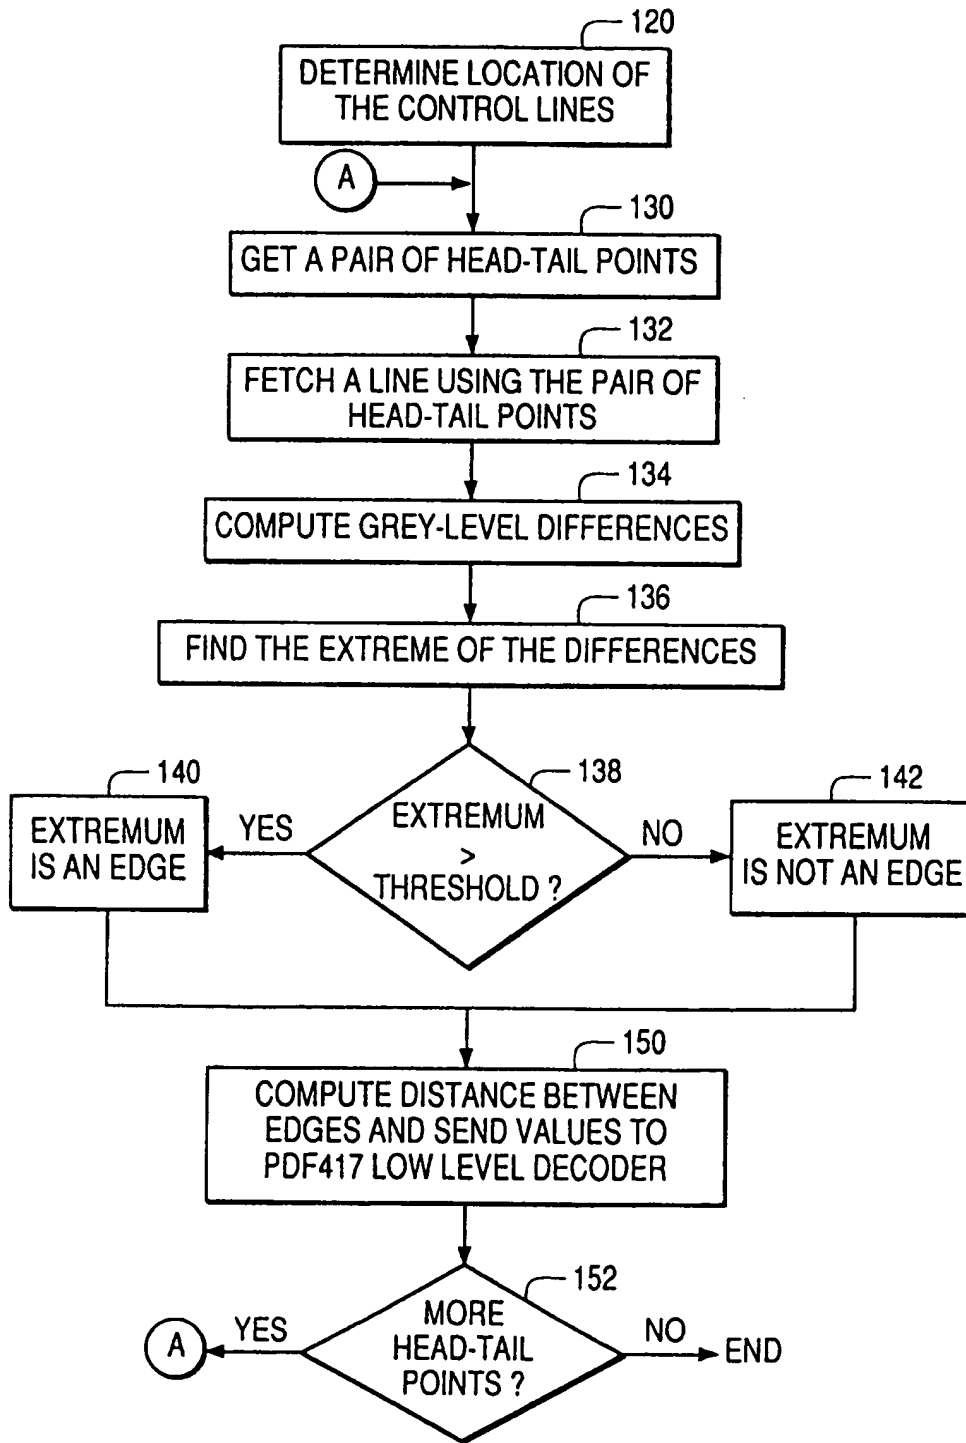 120
DETERMINE LOCATION OF
THE CONTROL LINES
A
130
GET A PAIR OF HEAD-TAIL POINTS
132
FETCH A LINE USING THE PAIR OF
HEAD-TAIL POINTS
134
COMPUTE GREY-LEVEL DIFFERENCES
136
FIND THE EXTREME OF THE DIFFERENCES
138
EXTREMUM
>
THRESHOLD ?
YES
NO
140
EXTREMUM
IS AN EDGE
142
EXTREMUM
IS NOT AN EDGE
150
COMPUTE DISTANCE BETWEEN
EDGES AND SEND VALUES TO
PDF417 LOW LEVEL DECODER
152
MORE
HEAD-TAIL
POINTS ?
YES
A
NO
END